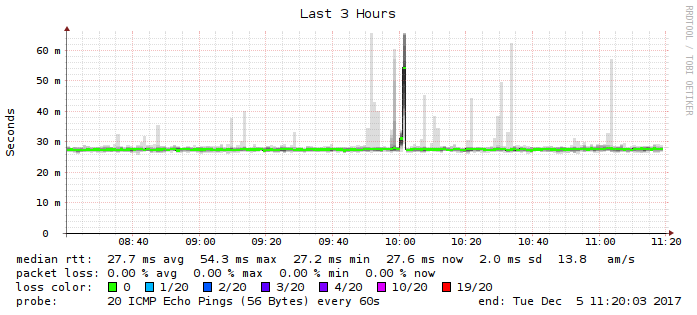 Last 3 Hours
RRDTOOL / TOBI OETIKER
Seconds
60 m
50 m
40 m
30 m
20 m
10 m
0
08:40 09:00 09:20 09:40 10:00 10:20 10:40 11:00 11:20
median rtt: 27.7 ms avg 54.3 ms max 27.2 ms min 27.6 ms now 2.0 ms sd 13.8 am/s
packet loss: 0.00 % avg 0.00 % max 0.00 % min 0.00 % now
loss color: 0 1/20 2/20 3/20 4/20 10/20 19/20
probe: 20 ICMP Echo Pings (56 Bytes) every 60s end: Tue Dec 5 11:20:03 2017